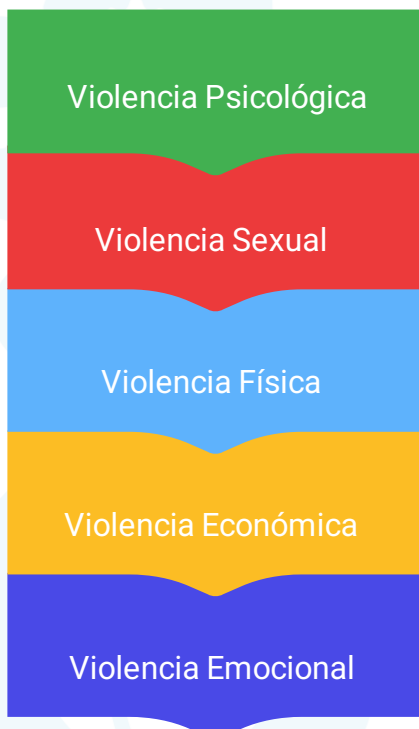 Violencia Psicológica
Violencia Sexual
Violencia Física
Violencia Económica
Violencia Emocional